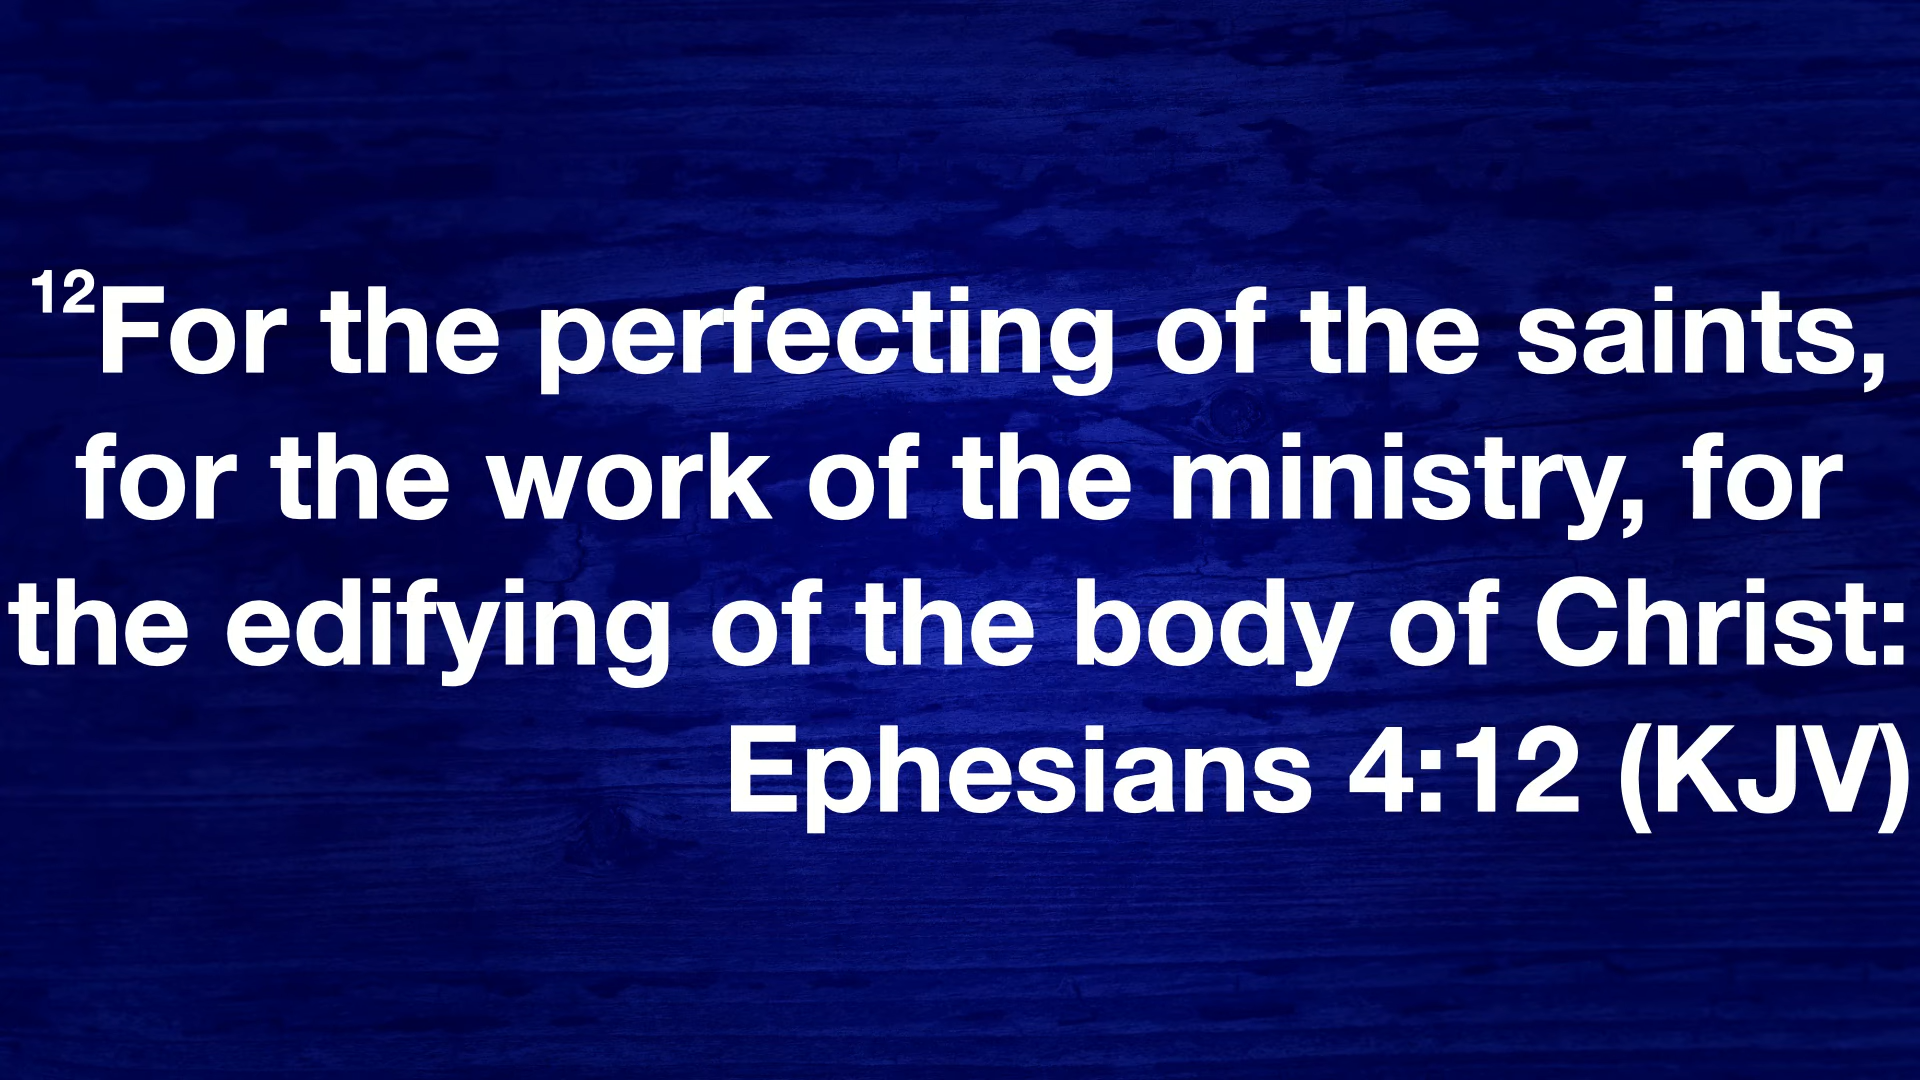 ¹²For the perfecting of the saints,
for the work of the ministry, for
the edifying of the body of Christ:
Ephesians 4:12 (KJV)